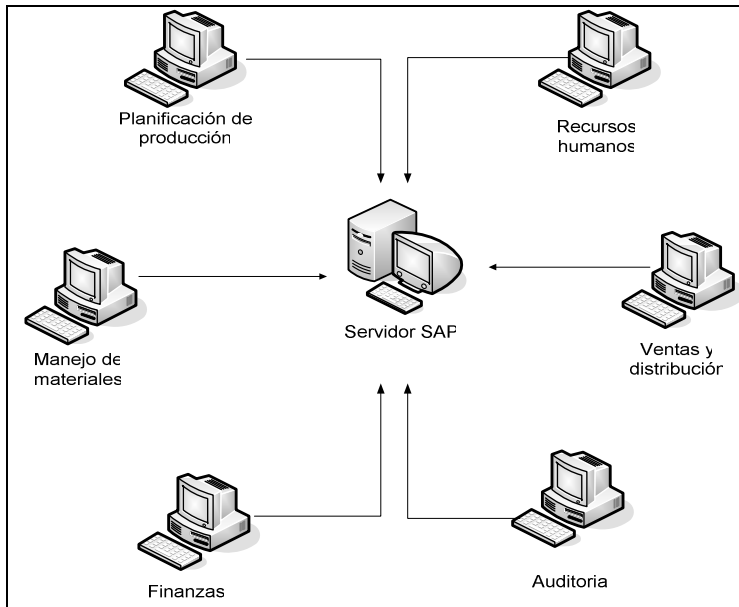 Planificación de
producción
Recursos
humanos
Servidor SAP
Manejo de
materiales
Ventas y
distribución
Finanzas
Auditoria